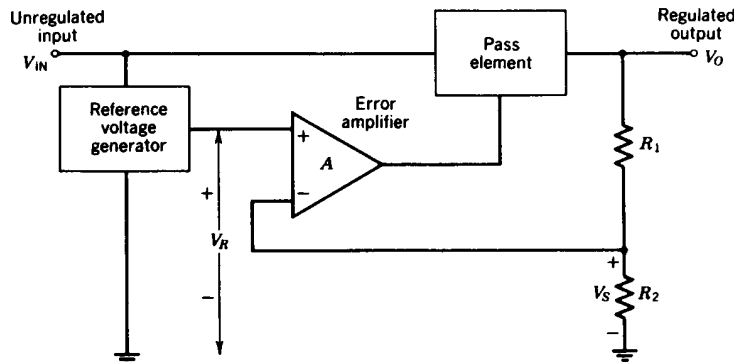 Unregulated
input
V_IN
Reference
voltage
generator
Error
amplifier
+
A
−
+
V_R
−
Pass
element
Regulated
output
V_O
R_1
+
V_S
R_2
−